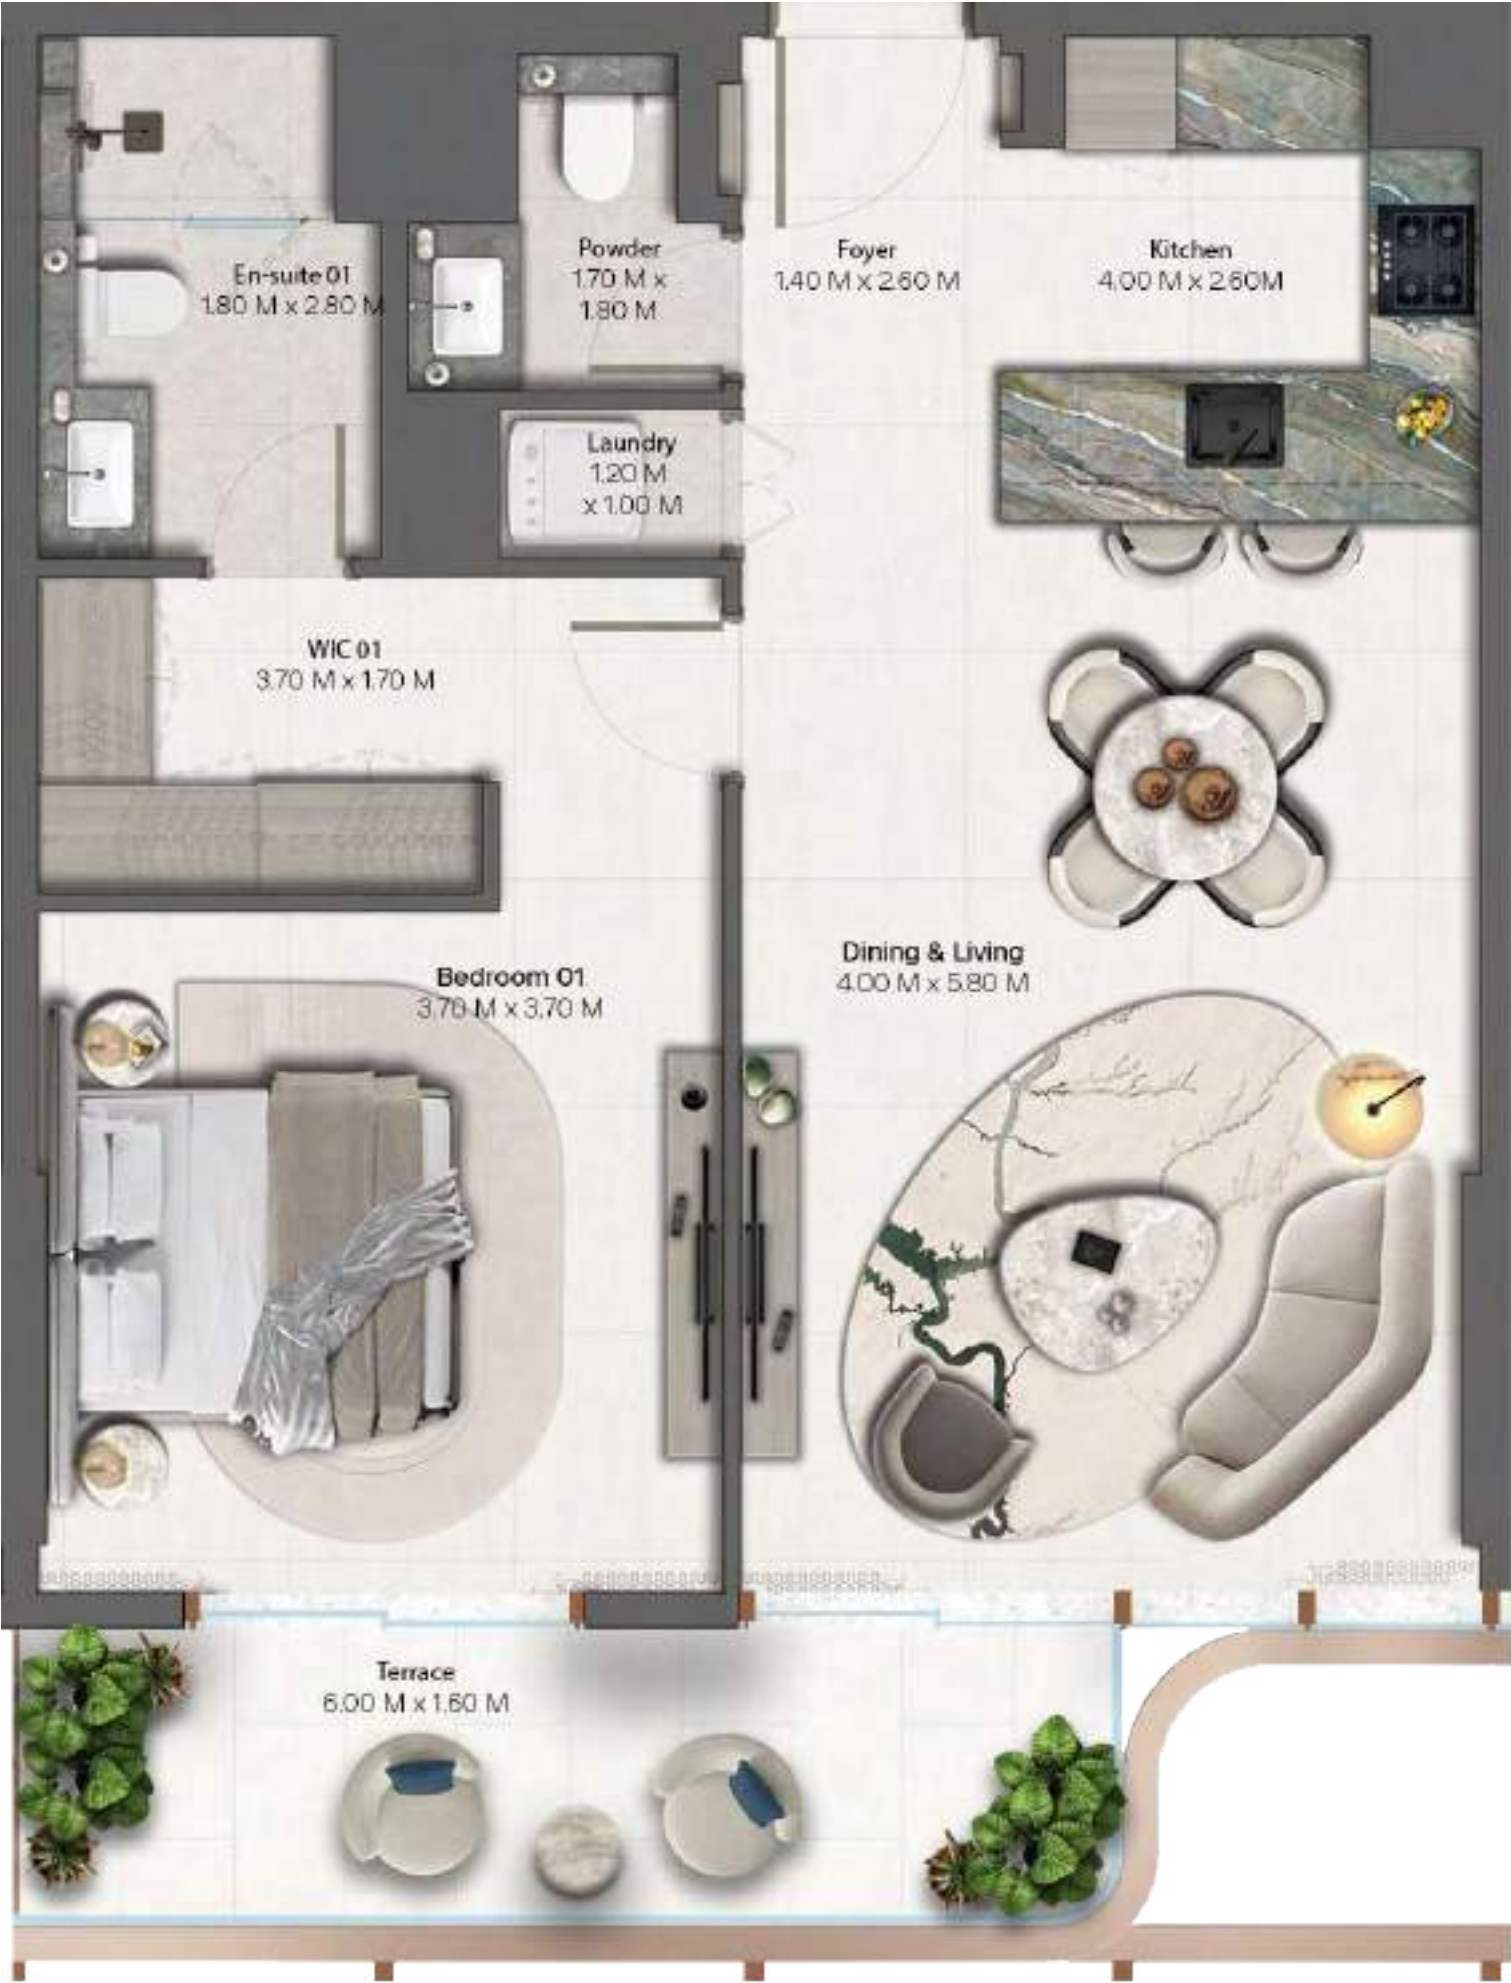 En-suite 01
1.80 M x 2.80 M
Powder
1.70 M x
1.80 M
Foyer
1.40 M x 2.60 M
Kitchen
4.00 M x 2.60M
Laundry
1.20 M
x 1.00 M
WIC 01
3.70 M x 1.70 M
Dining & Living
4.00 M x 5.80 M
Bedroom 01
3.70 M x 3.70 M
Terrace
6.00 M x 1.60 M